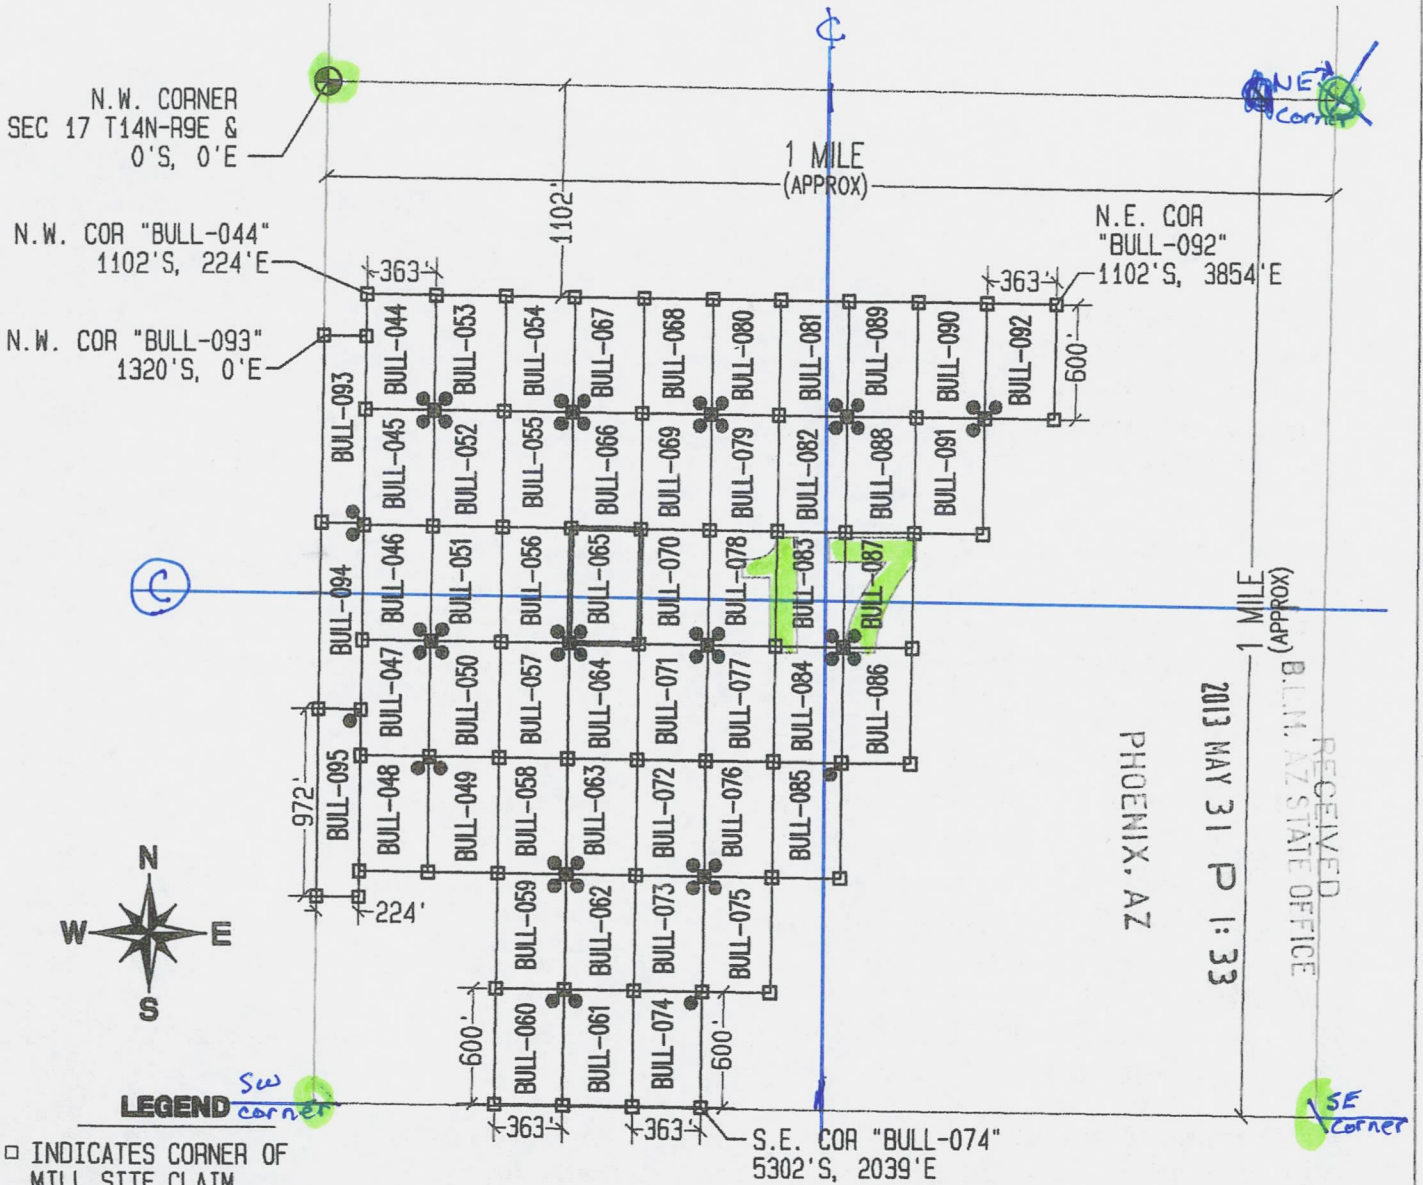 ₵
NE →
Corner
N.W. CORNER
SEC 17 T14N-R9E &
0'S, 0'E
1 MILE
(APPROX)
1102'
N.W. COR "BULL-044"
1102'S, 224'E
N.E. COR
"BULL-092"
1102'S, 3854'E
363'
363'
N.W. COR "BULL-093"
1320'S, 0'E
600'
BULL-093
BULL-044
BULL-053
BULL-054
BULL-067
BULL-068
BULL-080
BULL-081
BULL-089
BULL-090
BULL-092
BULL-045
BULL-052
BULL-055
BULL-066
BULL-069
BULL-079
BULL-082
BULL-088
BULL-091
BULL-094
BULL-046
BULL-051
BULL-056
BULL-065
BULL-070
BULL-078
BULL-083
BULL-087
17
₵
1 MILE
(APPROX)
BULL-047
BULL-050
BULL-057
BULL-064
BULL-071
BULL-077
BULL-084
BULL-086
BULL-095
BULL-048
BULL-049
BULL-058
BULL-063
BULL-072
BULL-076
BULL-085
972'
224'
BULL-059
BULL-062
BULL-073
BULL-075
BULL-060
BULL-061
BULL-074
600'
600'
363'
363'
RECEIVED
B.L.M. AZ STATE OFFICE
2013 MAY 31 P 1:33
PHOENIX, AZ
N
W E
S
SW
corner
SE
corner
S.E. COR "BULL-074"
5302'S, 2039'E
LEGEND
□ INDICATES CORNER OF
MILL SITE CLAIM